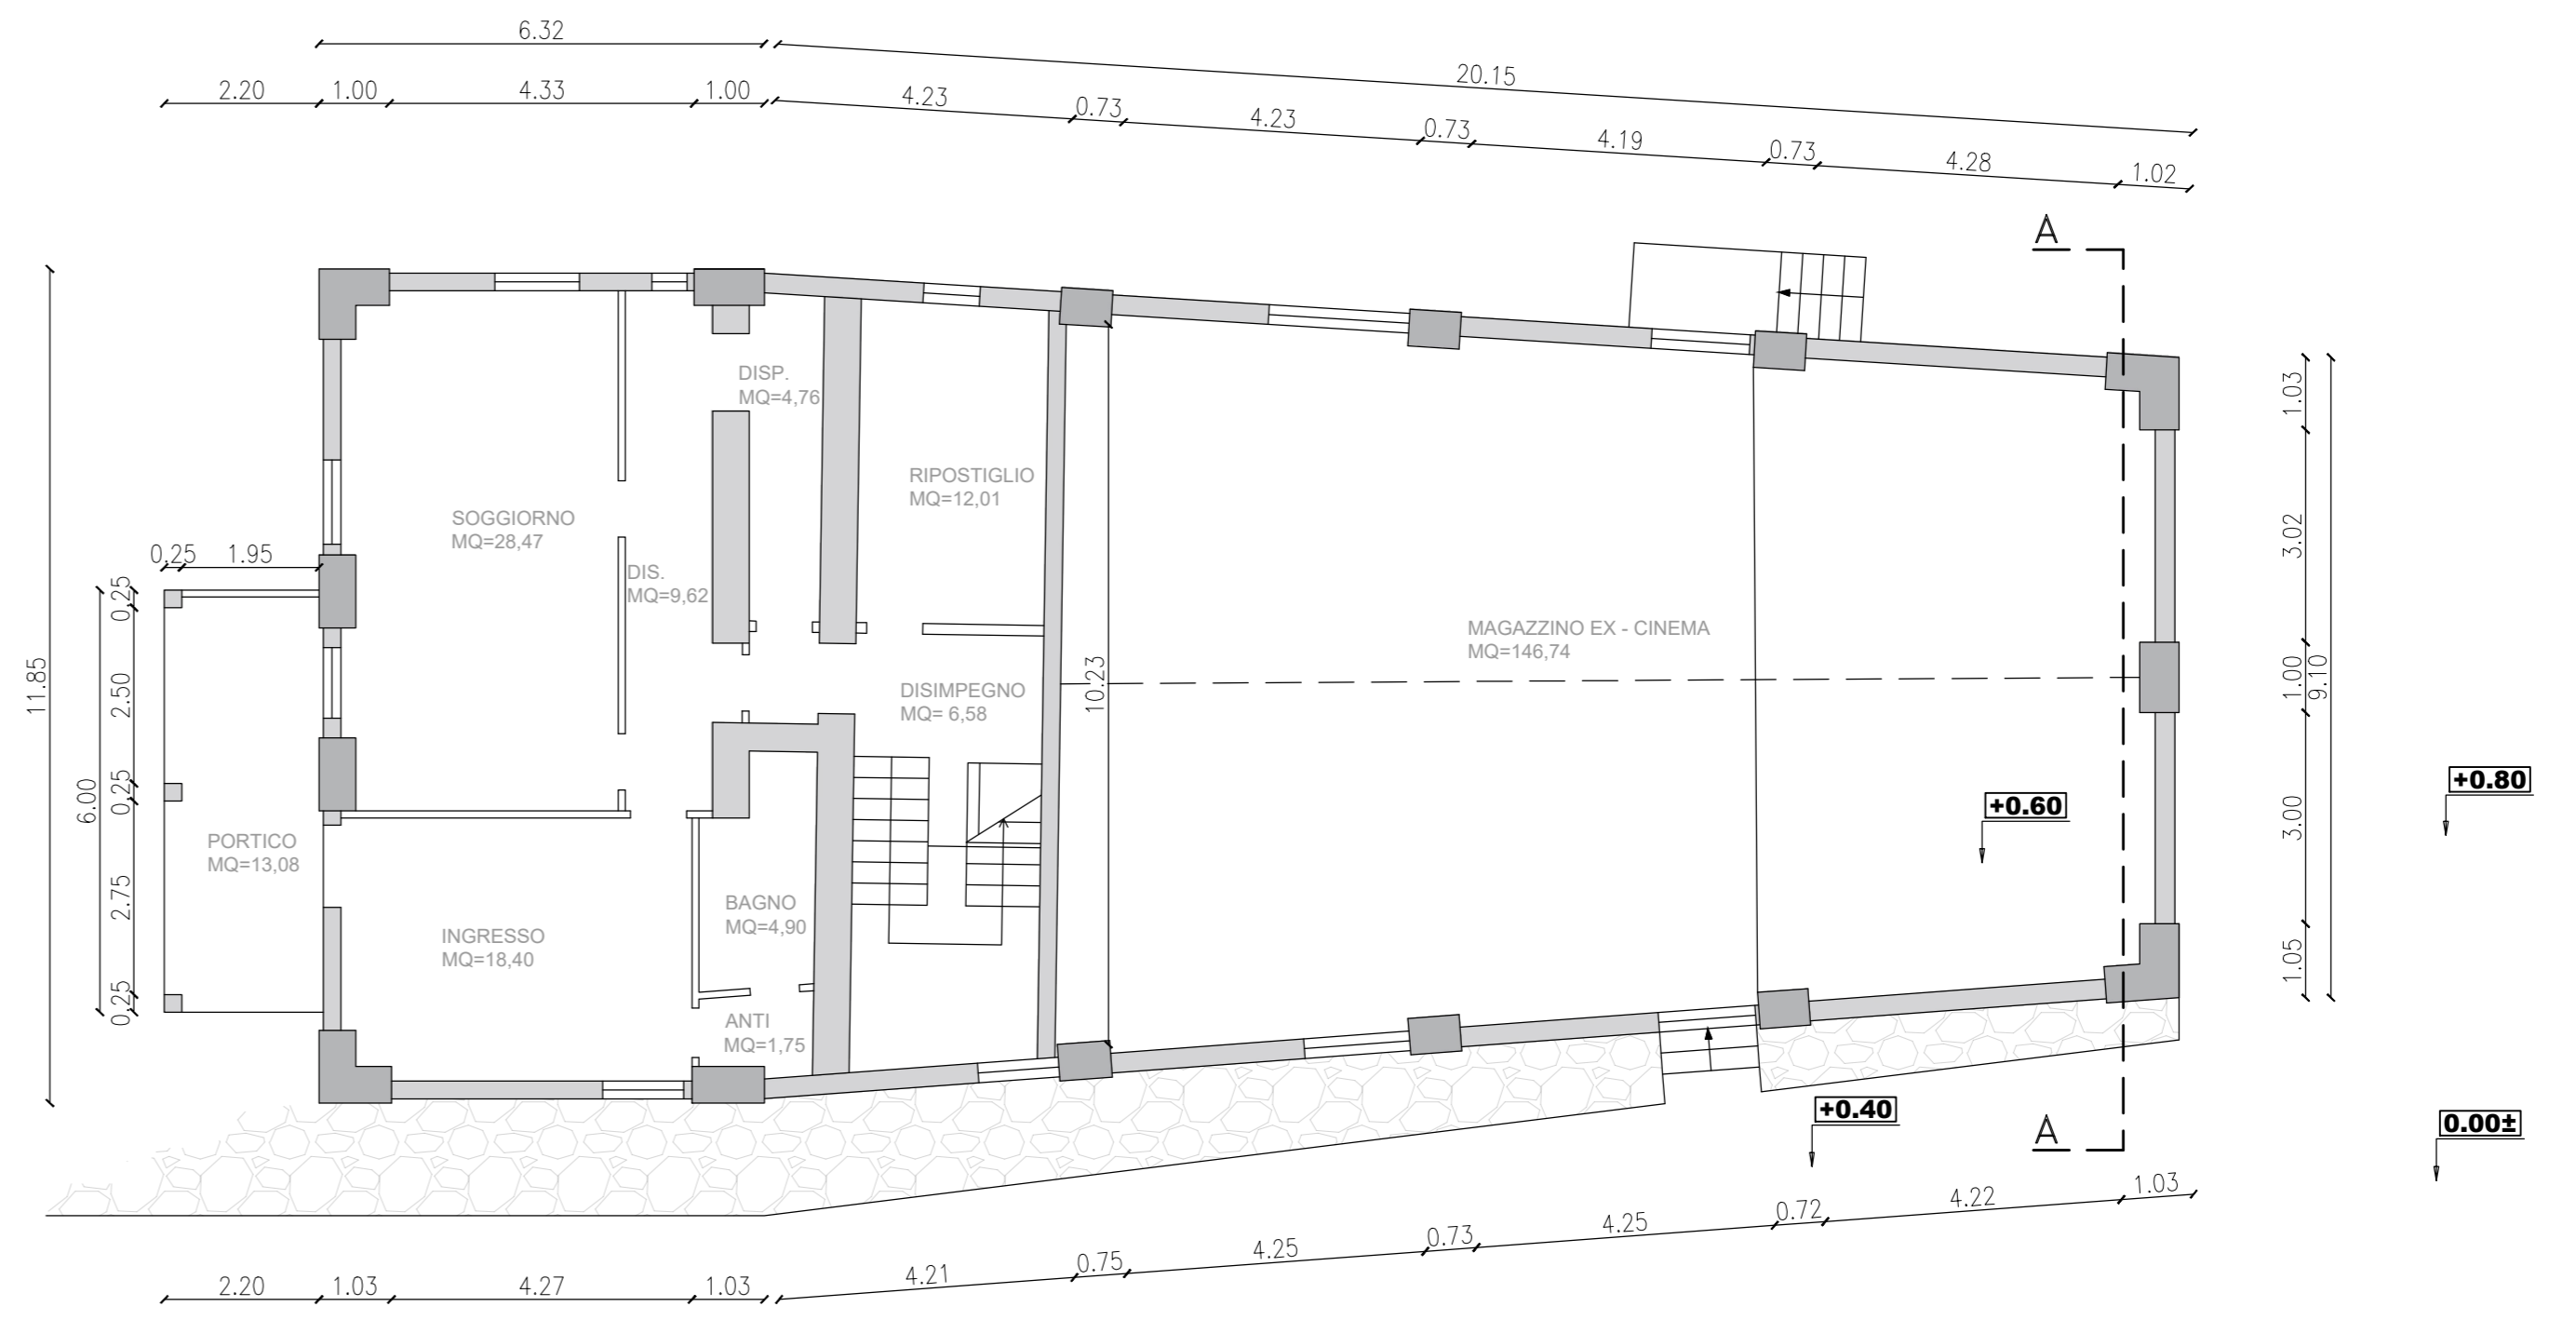 6.32
20.15
2.20
1.00
4.33
1.00
4.23
0.73
4.23
0.73
4.19
0.73
4.28
1.02
A
DISP.
MQ=4,76
1.03
RIPOSTIGLIO
MQ=12,01
SOGGIORNO
MQ=28,47
3.02
0,25
1.95
DIS.
MQ=9,62
0,25
MAGAZZINO EX - CINEMA
MQ=146,74
11.85
2.50
DISIMPEGNO
MQ= 6,58
10.23
1.00
9.10
6.00
0,25
+0.80
+0.60
3.00
PORTICO
MQ=13,08
2.75
BAGNO
MQ=4,90
INGRESSO
MQ=18,40
1.05
0,25
ANTI
MQ=1,75
+0.40
A
0.00±
2.20
1.03
4.27
1.03
4.21
0.75
4.25
0.73
4.25
0.72
4.22
1.03